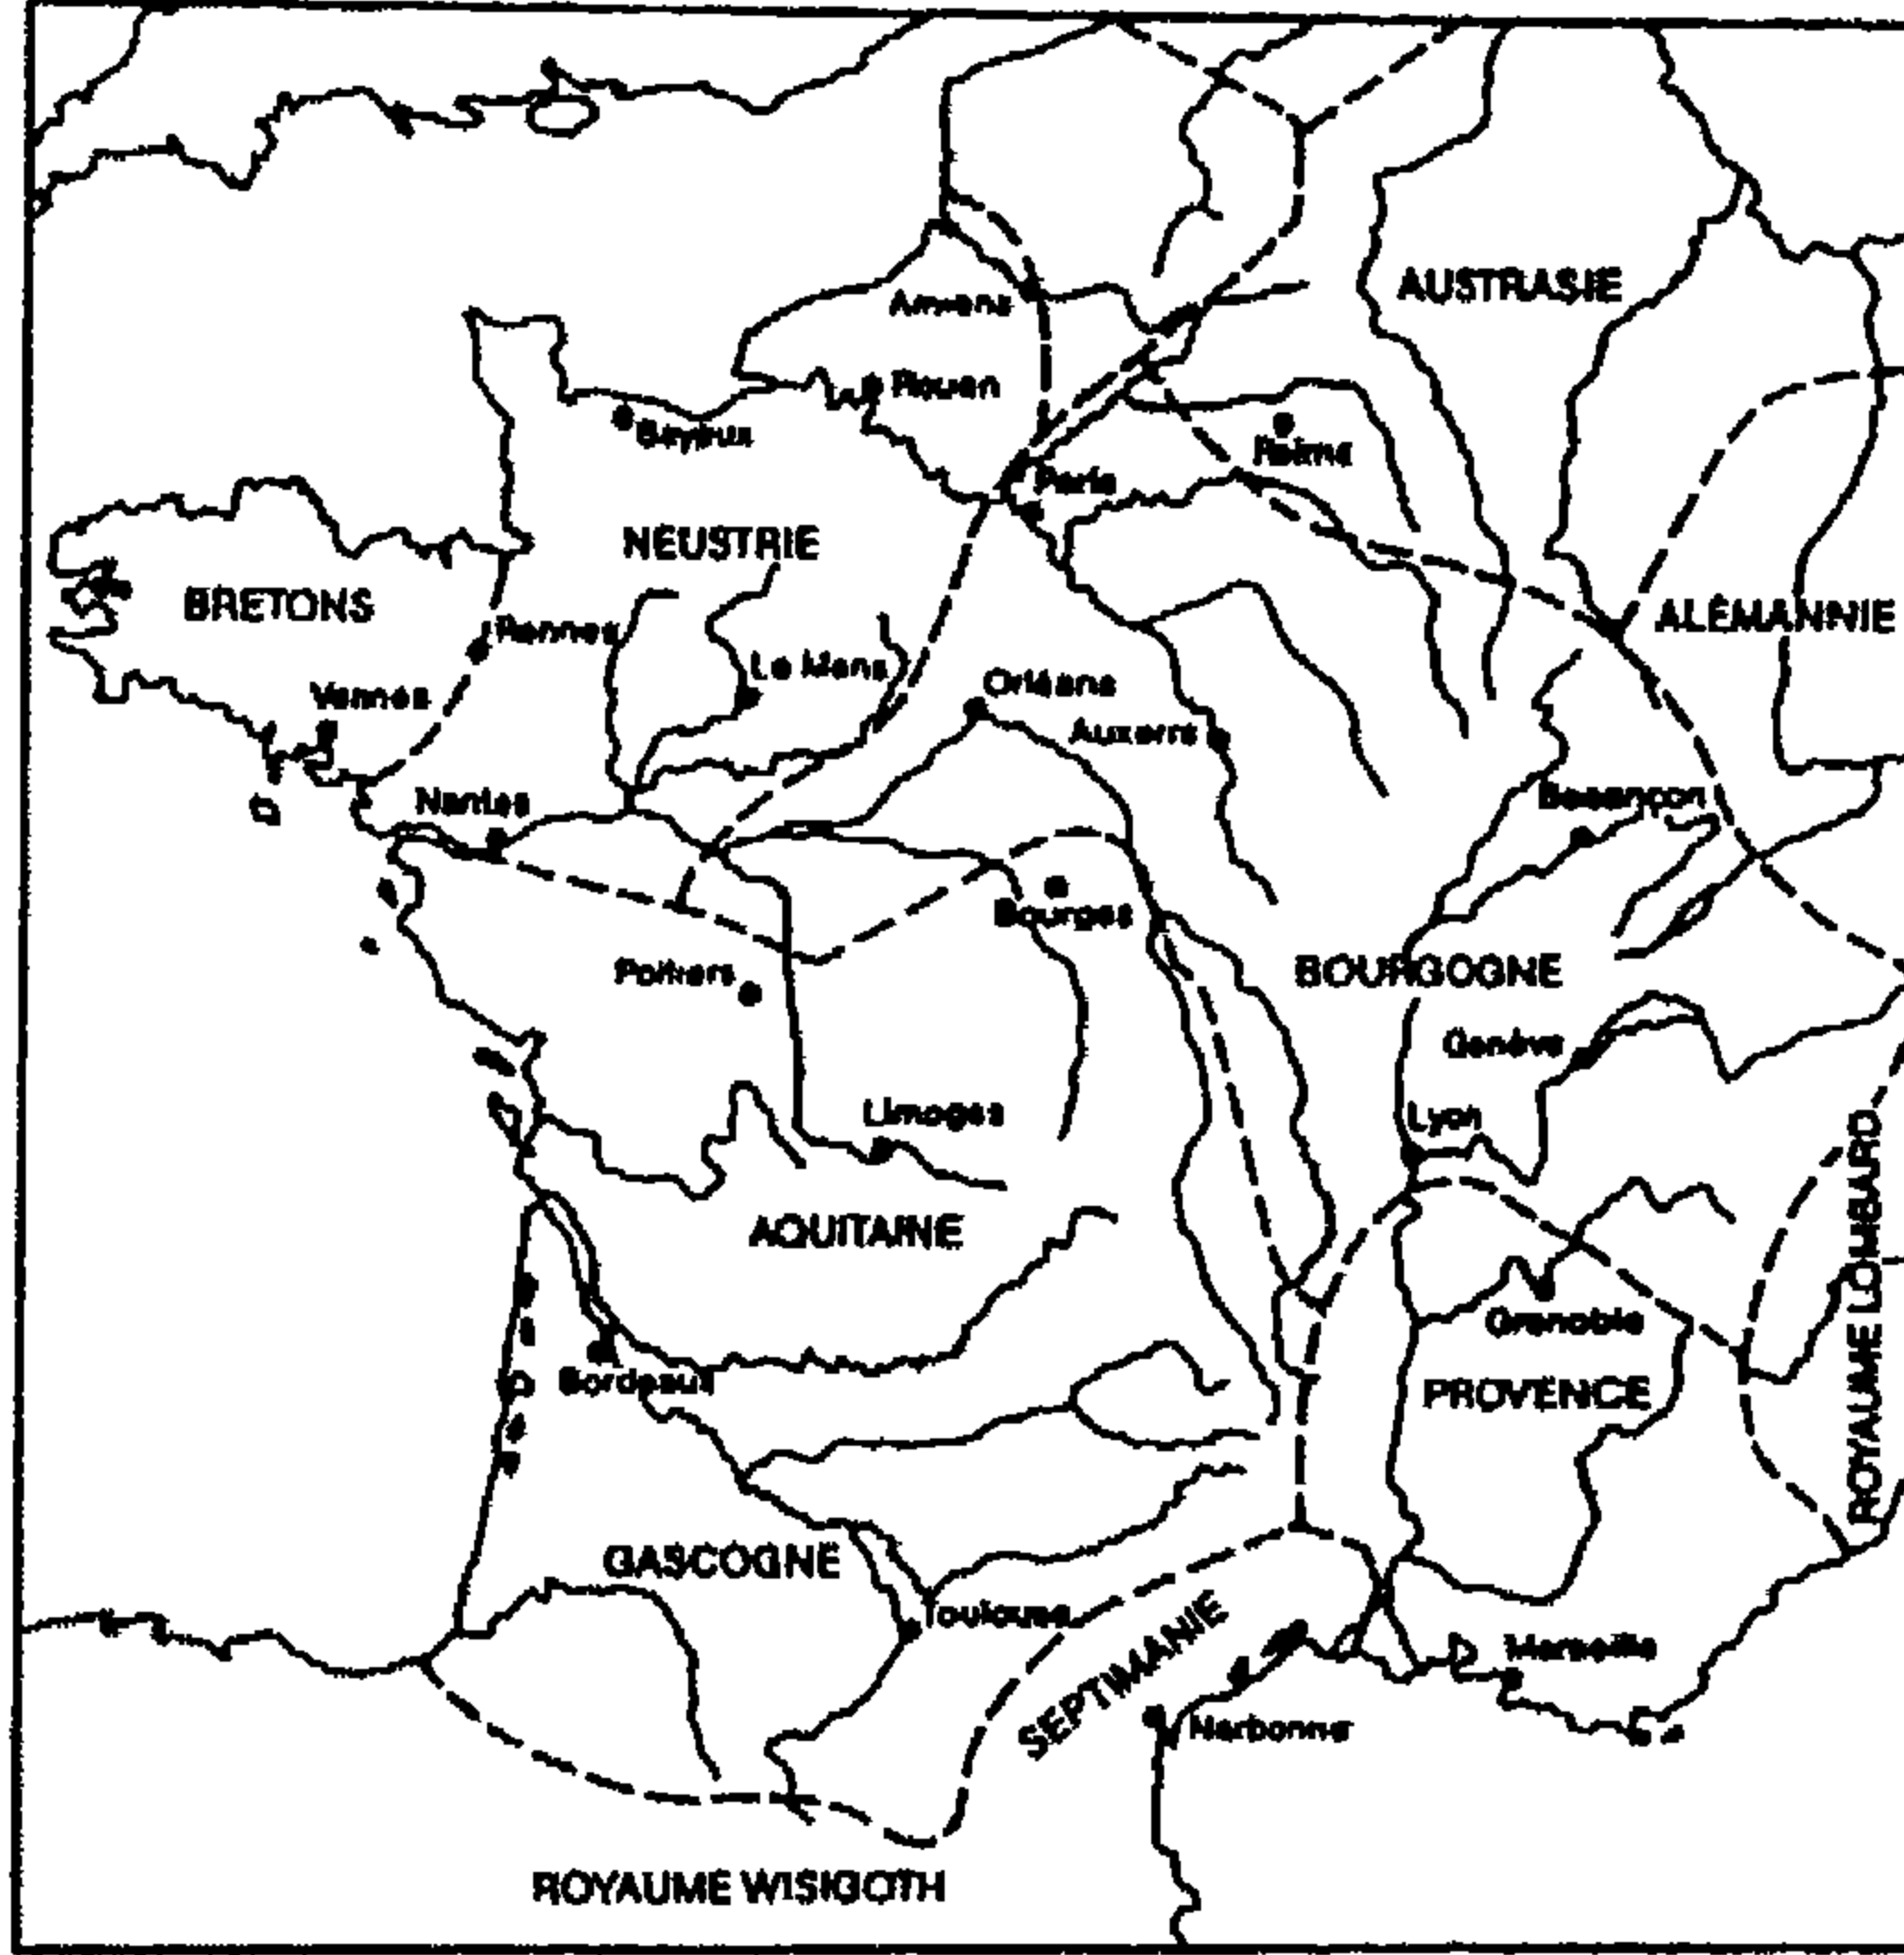 AUSTRASIE
Amiens
Rouen
Bayeux
Reims
Paris
NEUSTRIE
BRETONS
ALÉMANNIE
Rennes
Le Mans
Vannes
Orléans
Auxerre
Nantes
Besançon
Bourges
Poitiers
BOURGOGNE
Genève
Limoges
Lyon
AQUITAINE
ROYAUME LOMBARD
Grenoble
Bordeaux
PROVENCE
GASCOGNE
Toulouse
SEPTIMANIE
Marseille
Narbonne
ROYAUME WISIGOTH